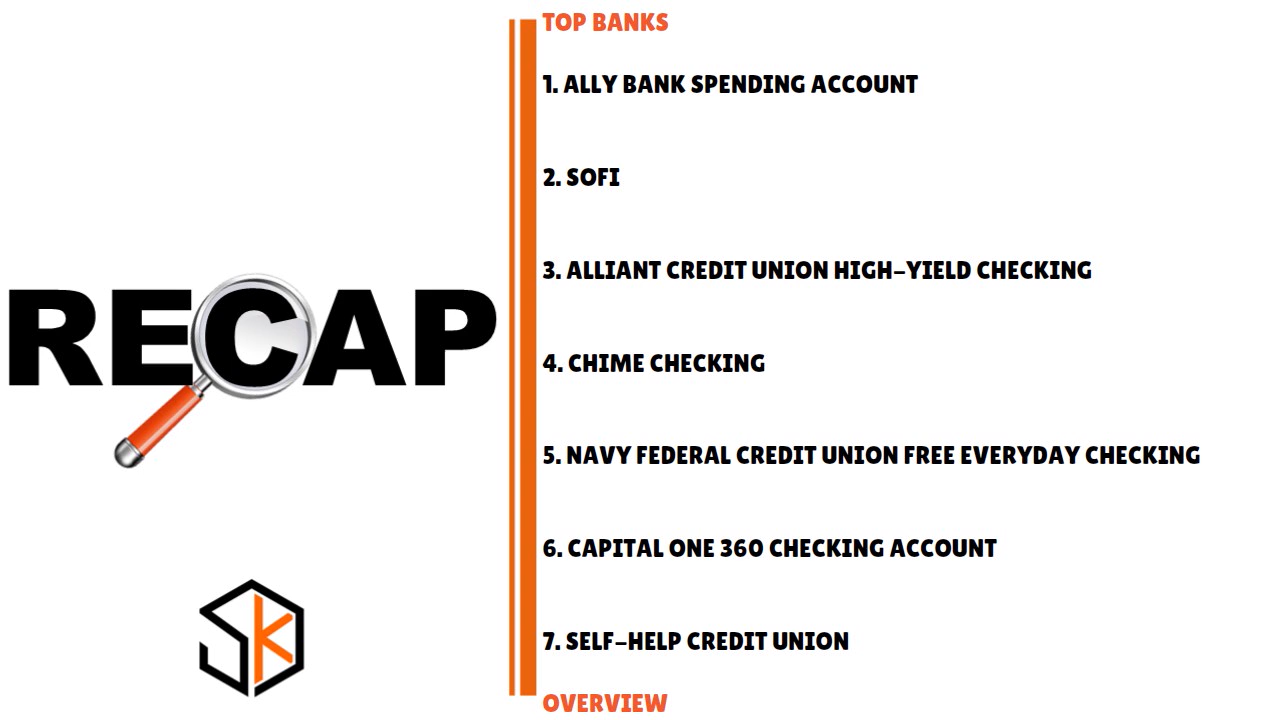 TOP BANKS
1. ALLY BANK SPENDING ACCOUNT
2. SOFI
3. ALLIANT CREDIT UNION HIGH-YIELD CHECKING
RECAP
4. CHIME CHECKING
5. NAVY FEDERAL CREDIT UNION FREE EVERYDAY CHECKING
6. CAPITAL ONE 360 CHECKING ACCOUNT
SK
7. SELF-HELP CREDIT UNION
OVERVIEW